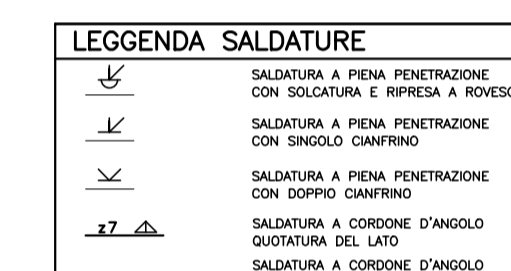 LEGGENDA SALDATURE
SALDATURA A PIENA PENETRAZIONE
CON SOLCATURA E RIPRESA A ROVESC
SALDATURA A PIENA PENETRAZIONE
CON SINGOLO CIANFRINO
SALDATURA A PIENA PENETRAZIONE
CON DOPPIO CIANFRINO
z7
SALDATURA A CORDONE D'ANGOLO
QUOTATURA DEL LATO
SALDATURA A CORDONE D'ANGOLO